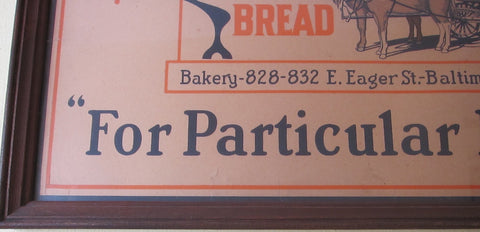 BREAD
Bakery-828-832 E. Eager St.-Baltim
"For Particular